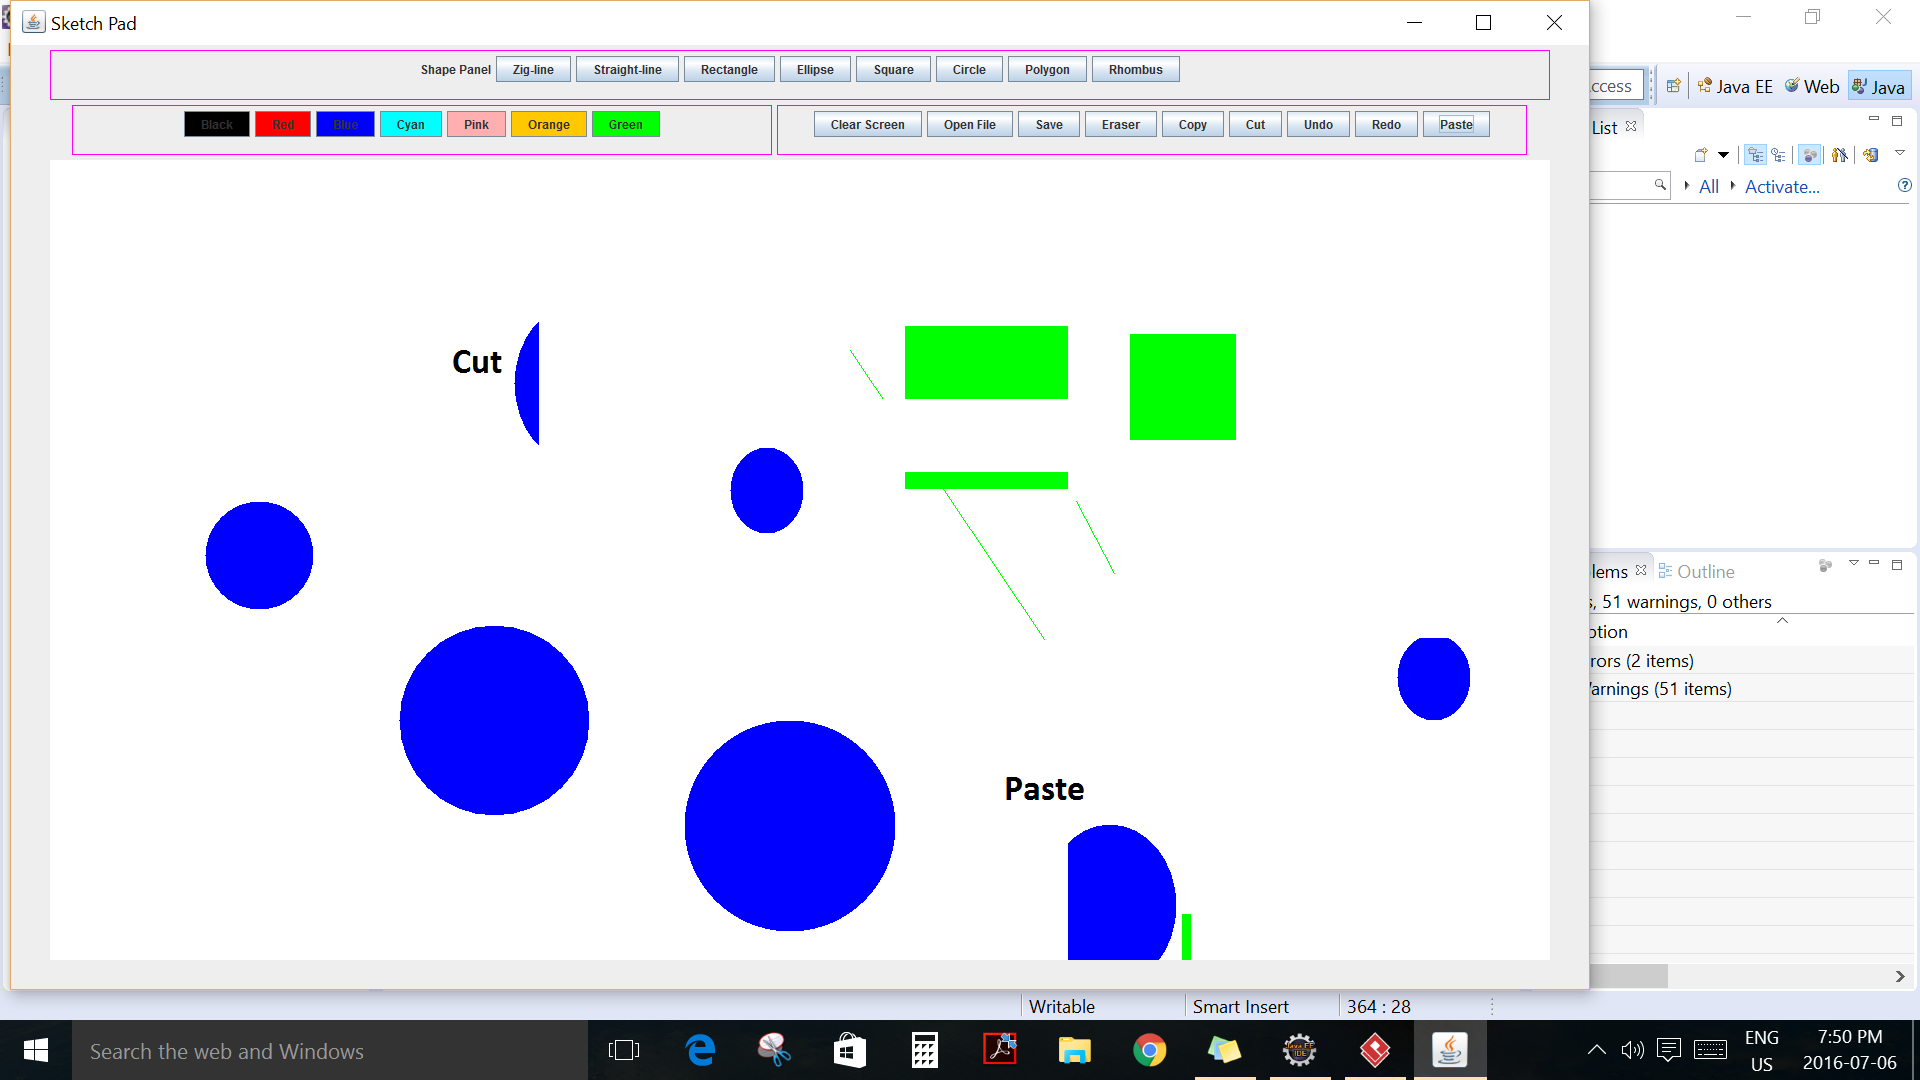 Sketch Pad
Shape Panel Zig-line Straight-line Rectangle Ellipse Square Circle Polygon Rhombus
Black Red Blue Cyan Pink Orange Green
Clear Screen Open File Save Eraser Copy Cut Undo Redo Paste
Cut
Paste
ccess Java EE Web Java
List
All Activate...
lems Outline
s, 51 warnings, 0 others
ption
rors (2 items)
arnings (51 items)
Writable Smart Insert 364 : 28
Search the web and Windows
ENG
US
7:50 PM
2016-07-06